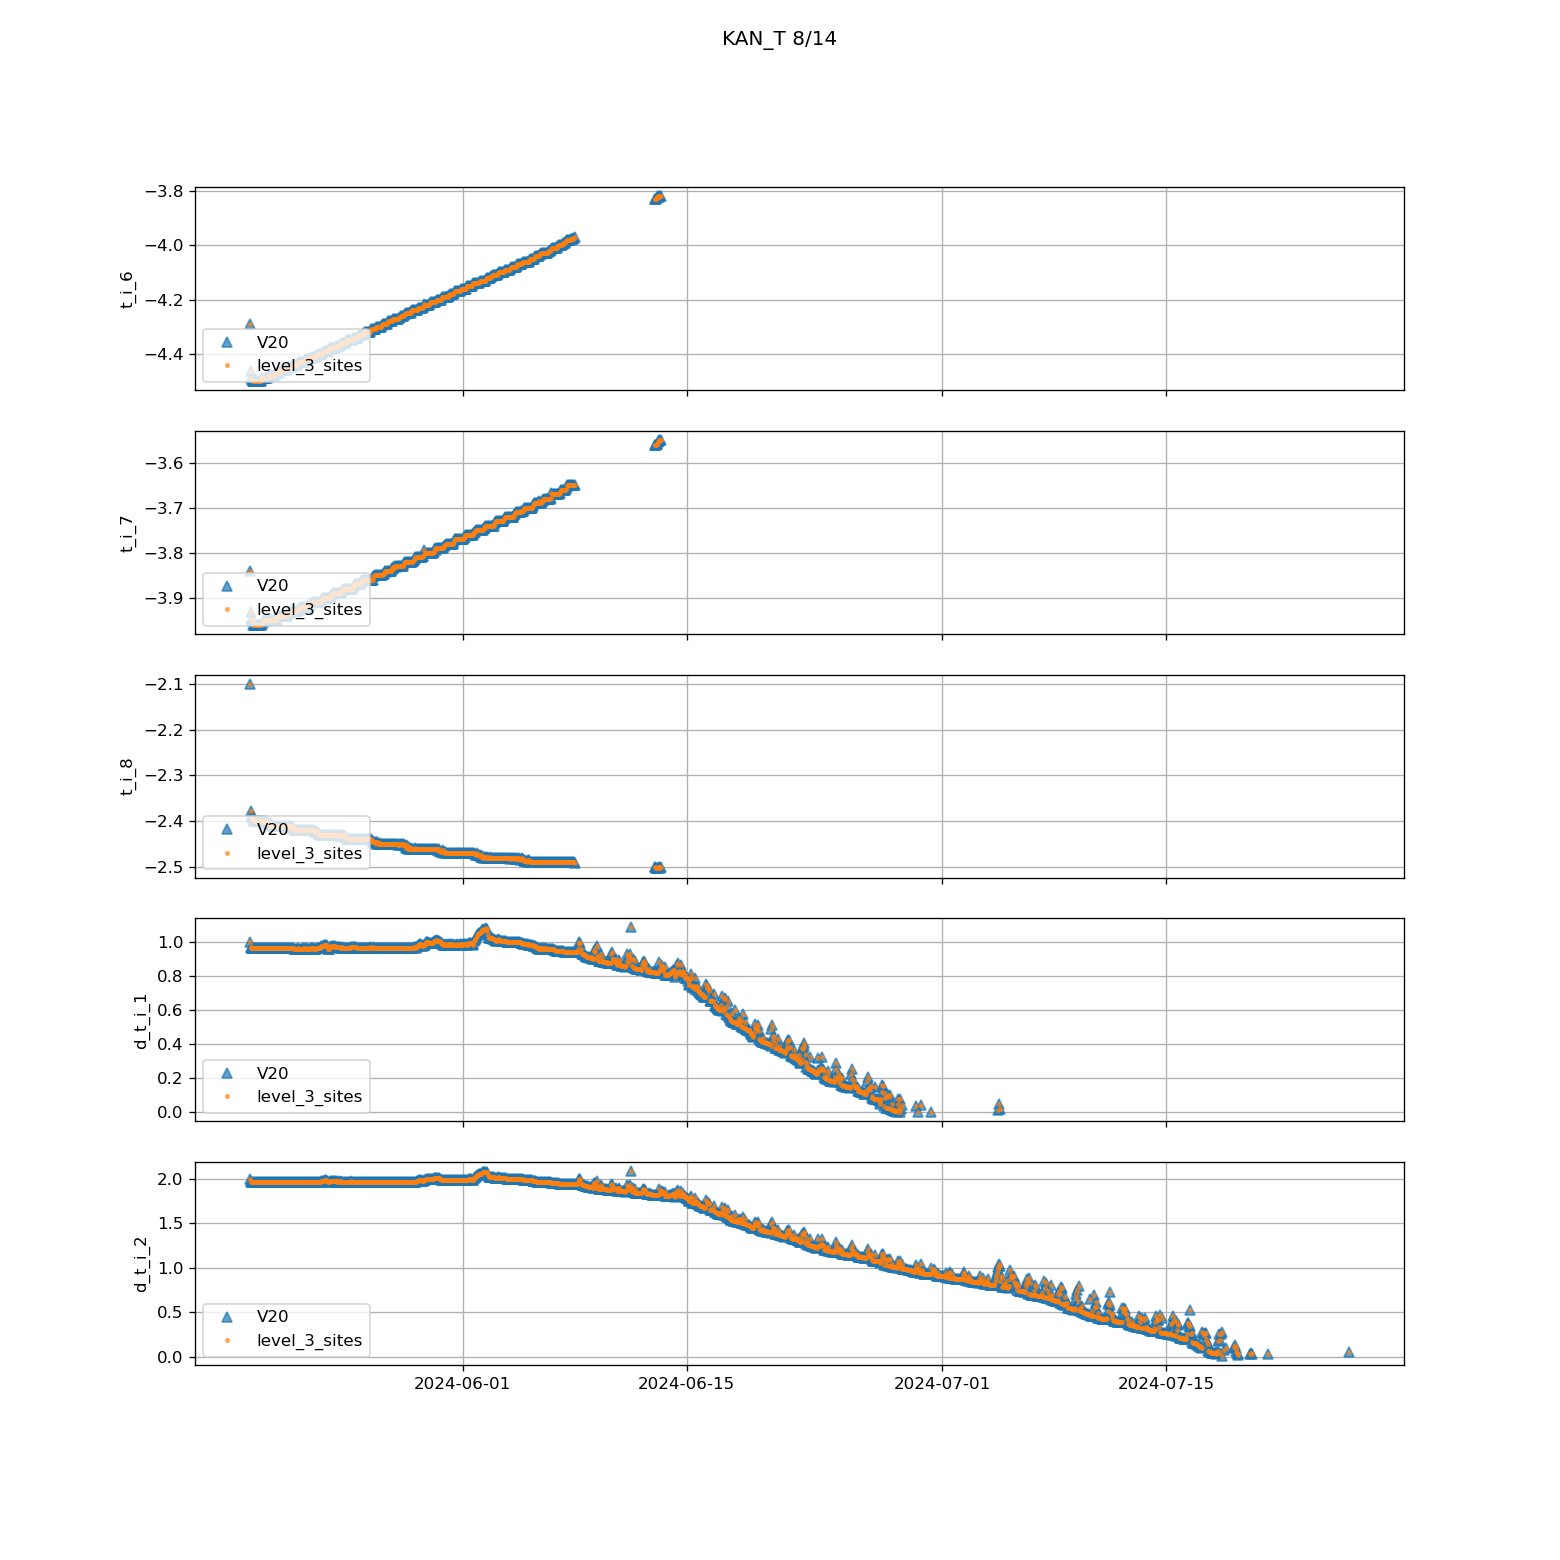 KAN_T 8/14
t_i_6
−3.8
−4.0
−4.2
−4.4
V20
level_3_sites
t_i_7
−3.6
−3.7
−3.8
−3.9
V20
level_3_sites
t_i_8
−2.1
−2.2
−2.3
−2.4
−2.5
V20
level_3_sites
d_t_i_1
1.0
0.8
0.6
0.4
0.2
0.0
V20
level_3_sites
d_t_i_2
2.0
1.5
1.0
0.5
0.0
V20
level_3_sites
2024-06-01 2024-06-15 2024-07-01 2024-07-15